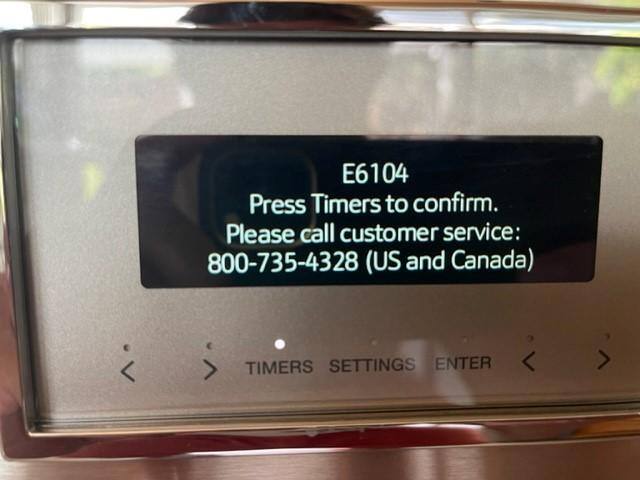 E6104
Press Timers to confirm.
Please call customer service:
800-735-4328 (US and Canada)
< > TIMERS SETTINGS ENTER < >